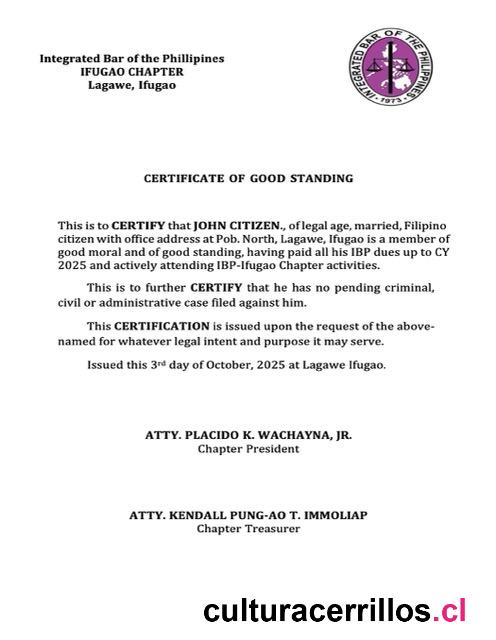 Integrated Bar of the Phillipines
IFUGAO CHAPTER
Lagawe, Ifugao
INTEGRATED BAR OF THE PHILIPPINES
1973
CERTIFICATE OF GOOD STANDING
This is to CERTIFY that JOHN CITIZEN., of legal age, married, Filipino
citizen with office address at Pob. North, Lagawe, Ifugao is a member of
good moral and of good standing, having paid all his IBP dues up to CY
2025 and actively attending IBP-Ifugao Chapter activities.
This is to further CERTIFY that he has no pending criminal,
civil or administrative case filed against him.
This CERTIFICATION is issued upon the request of the above-
named for whatever legal intent and purpose it may serve.
Issued this 3rd day of October, 2025 at Lagawe Ifugao.
ATTY. PLACIDO K. WACHAYNA, JR.
Chapter President
ATTY. KENDALL PUNG-AO T. IMMOLIAP
Chapter Treasurer
culturacerrillos.cl